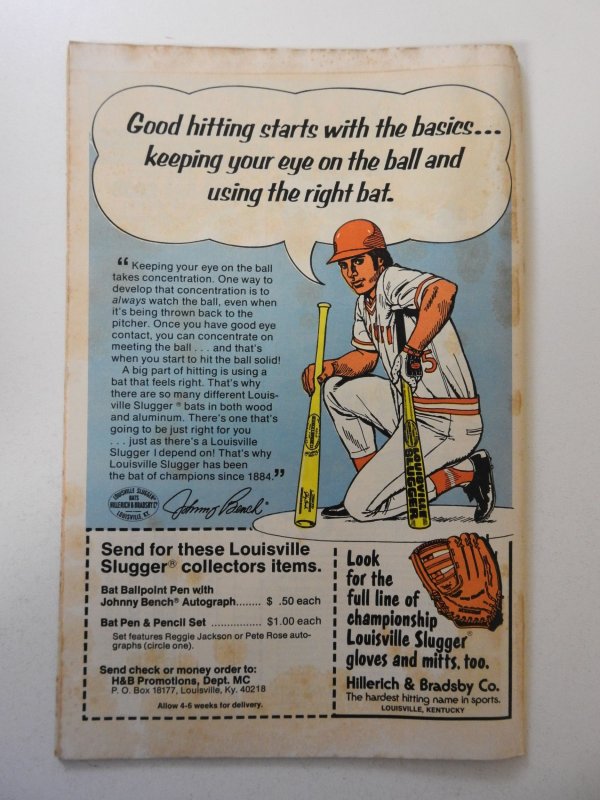 Good hitting starts with the basics...
keeping your eye on the ball and
using the right bat.
“ Keeping your eye on the ball
takes concentration. One way to
develop that concentration is to
always watch the ball, even when
it's being thrown back to the
pitcher. Once you have good eye
contact, you can concentrate on
meeting the ball . . . and that's
when you start to hit the ball solid!
A big part of hitting is using a
bat that feels right. That's why
there are so many different Louis-
ville Slugger ® bats in both wood
and aluminum. There's one that's
going to be just right for you
. . . just as there's a Louisville
Slugger I depend on! That's why
Louisville Slugger has been
the bat of champions since 1884.”
5
LOUISVILLE
SLUGGER
LOUISVILLE SLUGGER
BATS
HILLERICH & BRADSBY Co
LOUISVILLE, KY.
Johnny Bench
Send for these Louisville
Slugger® collectors items.
Bat Ballpoint Pen with
Johnny Bench® Autograph........ $ .50 each
Bat Pen & Pencil Set ................ $1.00 each
Set features Reggie Jackson or Pete Rose auto-
graphs (circle one).
Send check or money order to:
H&B Promotions, Dept. MC
P. O. Box 18177, Louisville, Ky. 40218
Allow 4-6 weeks for delivery.
Look
for the
full line of
championship
Louisville Slugger®
gloves and mitts, too.
Hillerich & Bradsby Co.
The hardest hitting name in sports.
LOUISVILLE, KENTUCKY